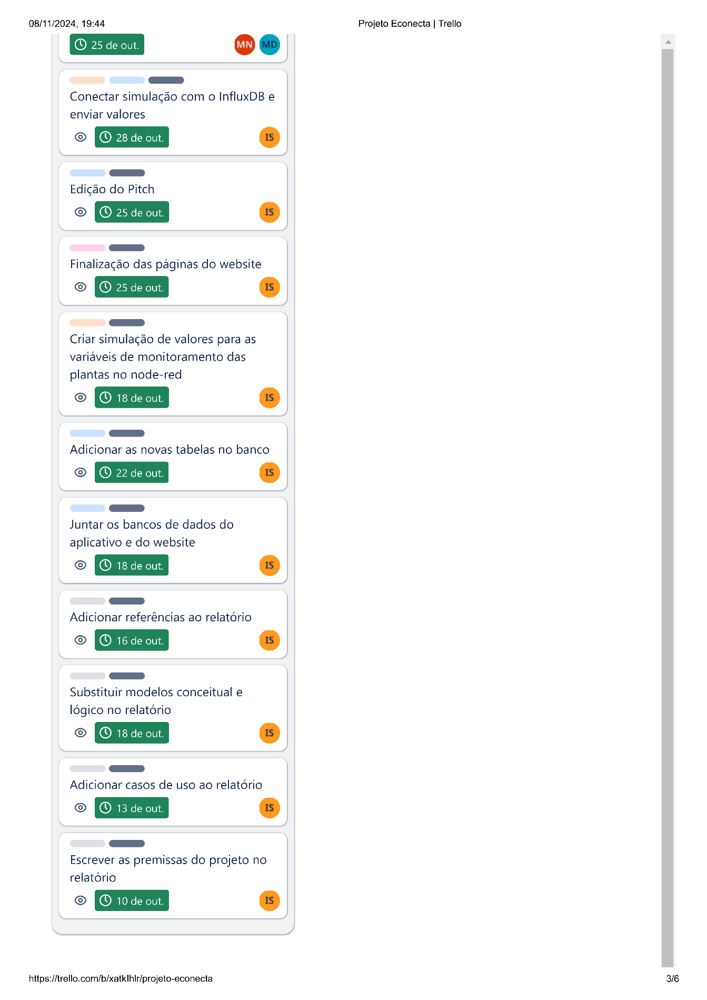 08/11/2024, 19:44
Projeto Econecta | Trello
25 de out.
MN MD
Conectar simulação com o InfluxDB e
enviar valores
28 de out.
IS
Edição do Pitch
25 de out.
IS
Finalização das páginas do website
25 de out.
IS
Criar simulação de valores para as
variáveis de monitoramento das
plantas no node-red
18 de out.
IS
Adicionar as novas tabelas no banco
22 de out.
IS
Juntar os bancos de dados do
aplicativo e do website
18 de out.
IS
Adicionar referências ao relatório
16 de out.
IS
Substituir modelos conceitual e
lógico no relatório
18 de out.
IS
Adicionar casos de uso ao relatório
13 de out.
IS
Escrever as premissas do projeto no
relatório
10 de out.
IS
https://trello.com/b/xatkIhlr/projeto-econecta
3/6